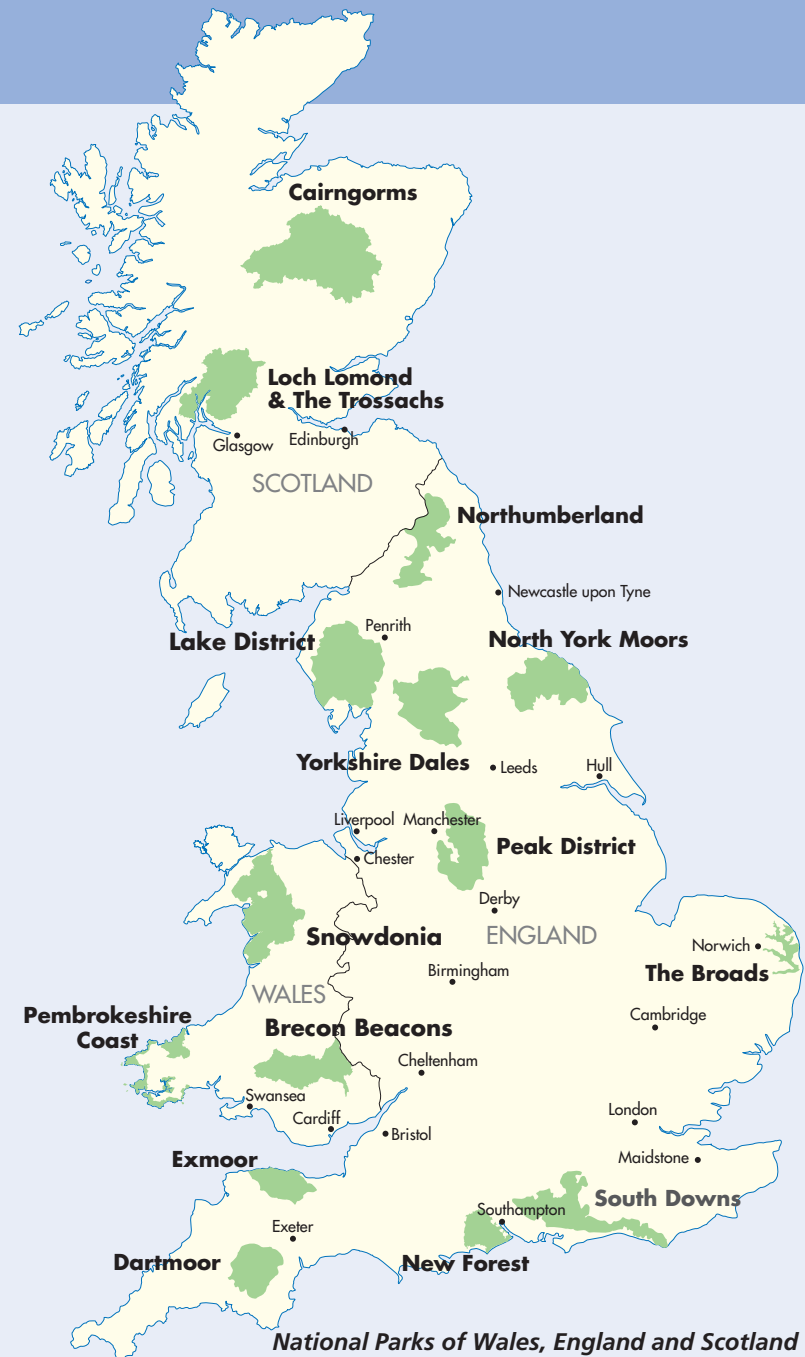 Cairngorms
Loch Lomond
& The Trossachs
Glasgow
Edinburgh
SCOTLAND
Northumberland
Newcastle upon Tyne
Penrith
Lake District
North York Moors
Yorkshire Dales
Leeds
Hull
Liverpool
Manchester
Peak District
Chester
Derby
Snowdonia
ENGLAND
Norwich
The Broads
Birmingham
WALES
Pembrokeshire
Coast
Brecon Beacons
Cambridge
Cheltenham
Swansea
Cardiff
Bristol
London
Maidstone
Exmoor
South Downs
Southampton
Exeter
Dartmoor
New Forest
National Parks of Wales, England and Scotland